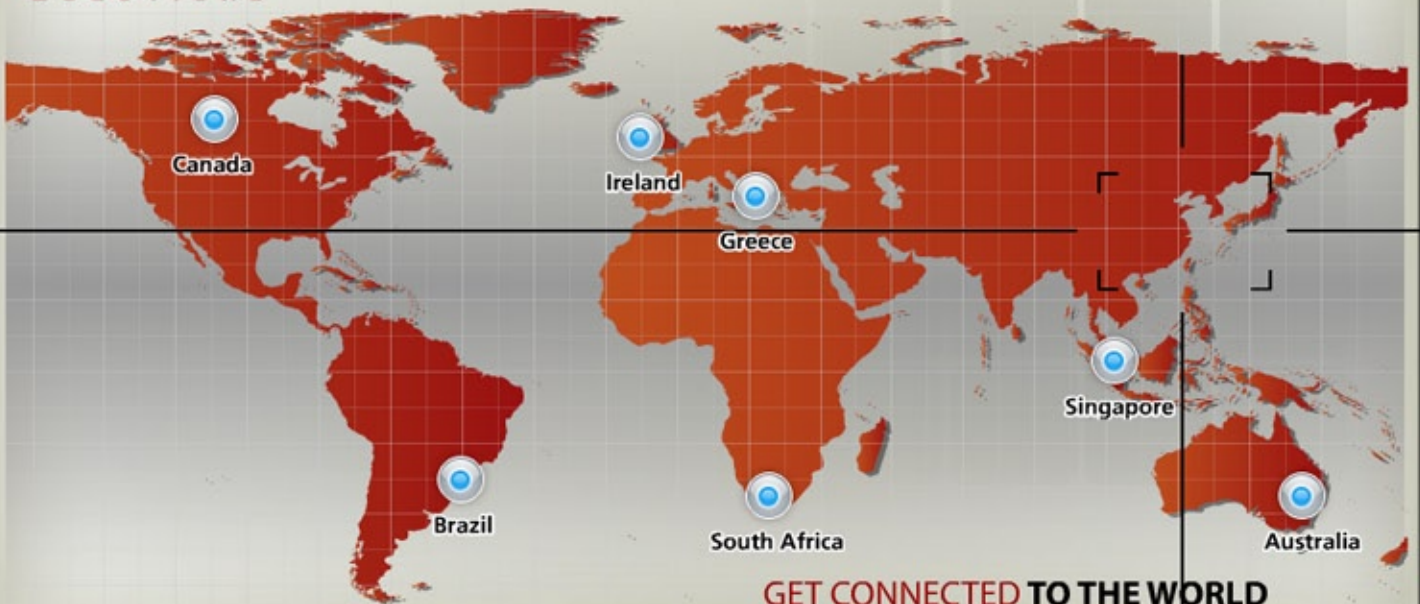 Canada
Ireland
Greece
Singapore
Brazil
South Africa
Australia
GET CONNECTED TO THE WORLD